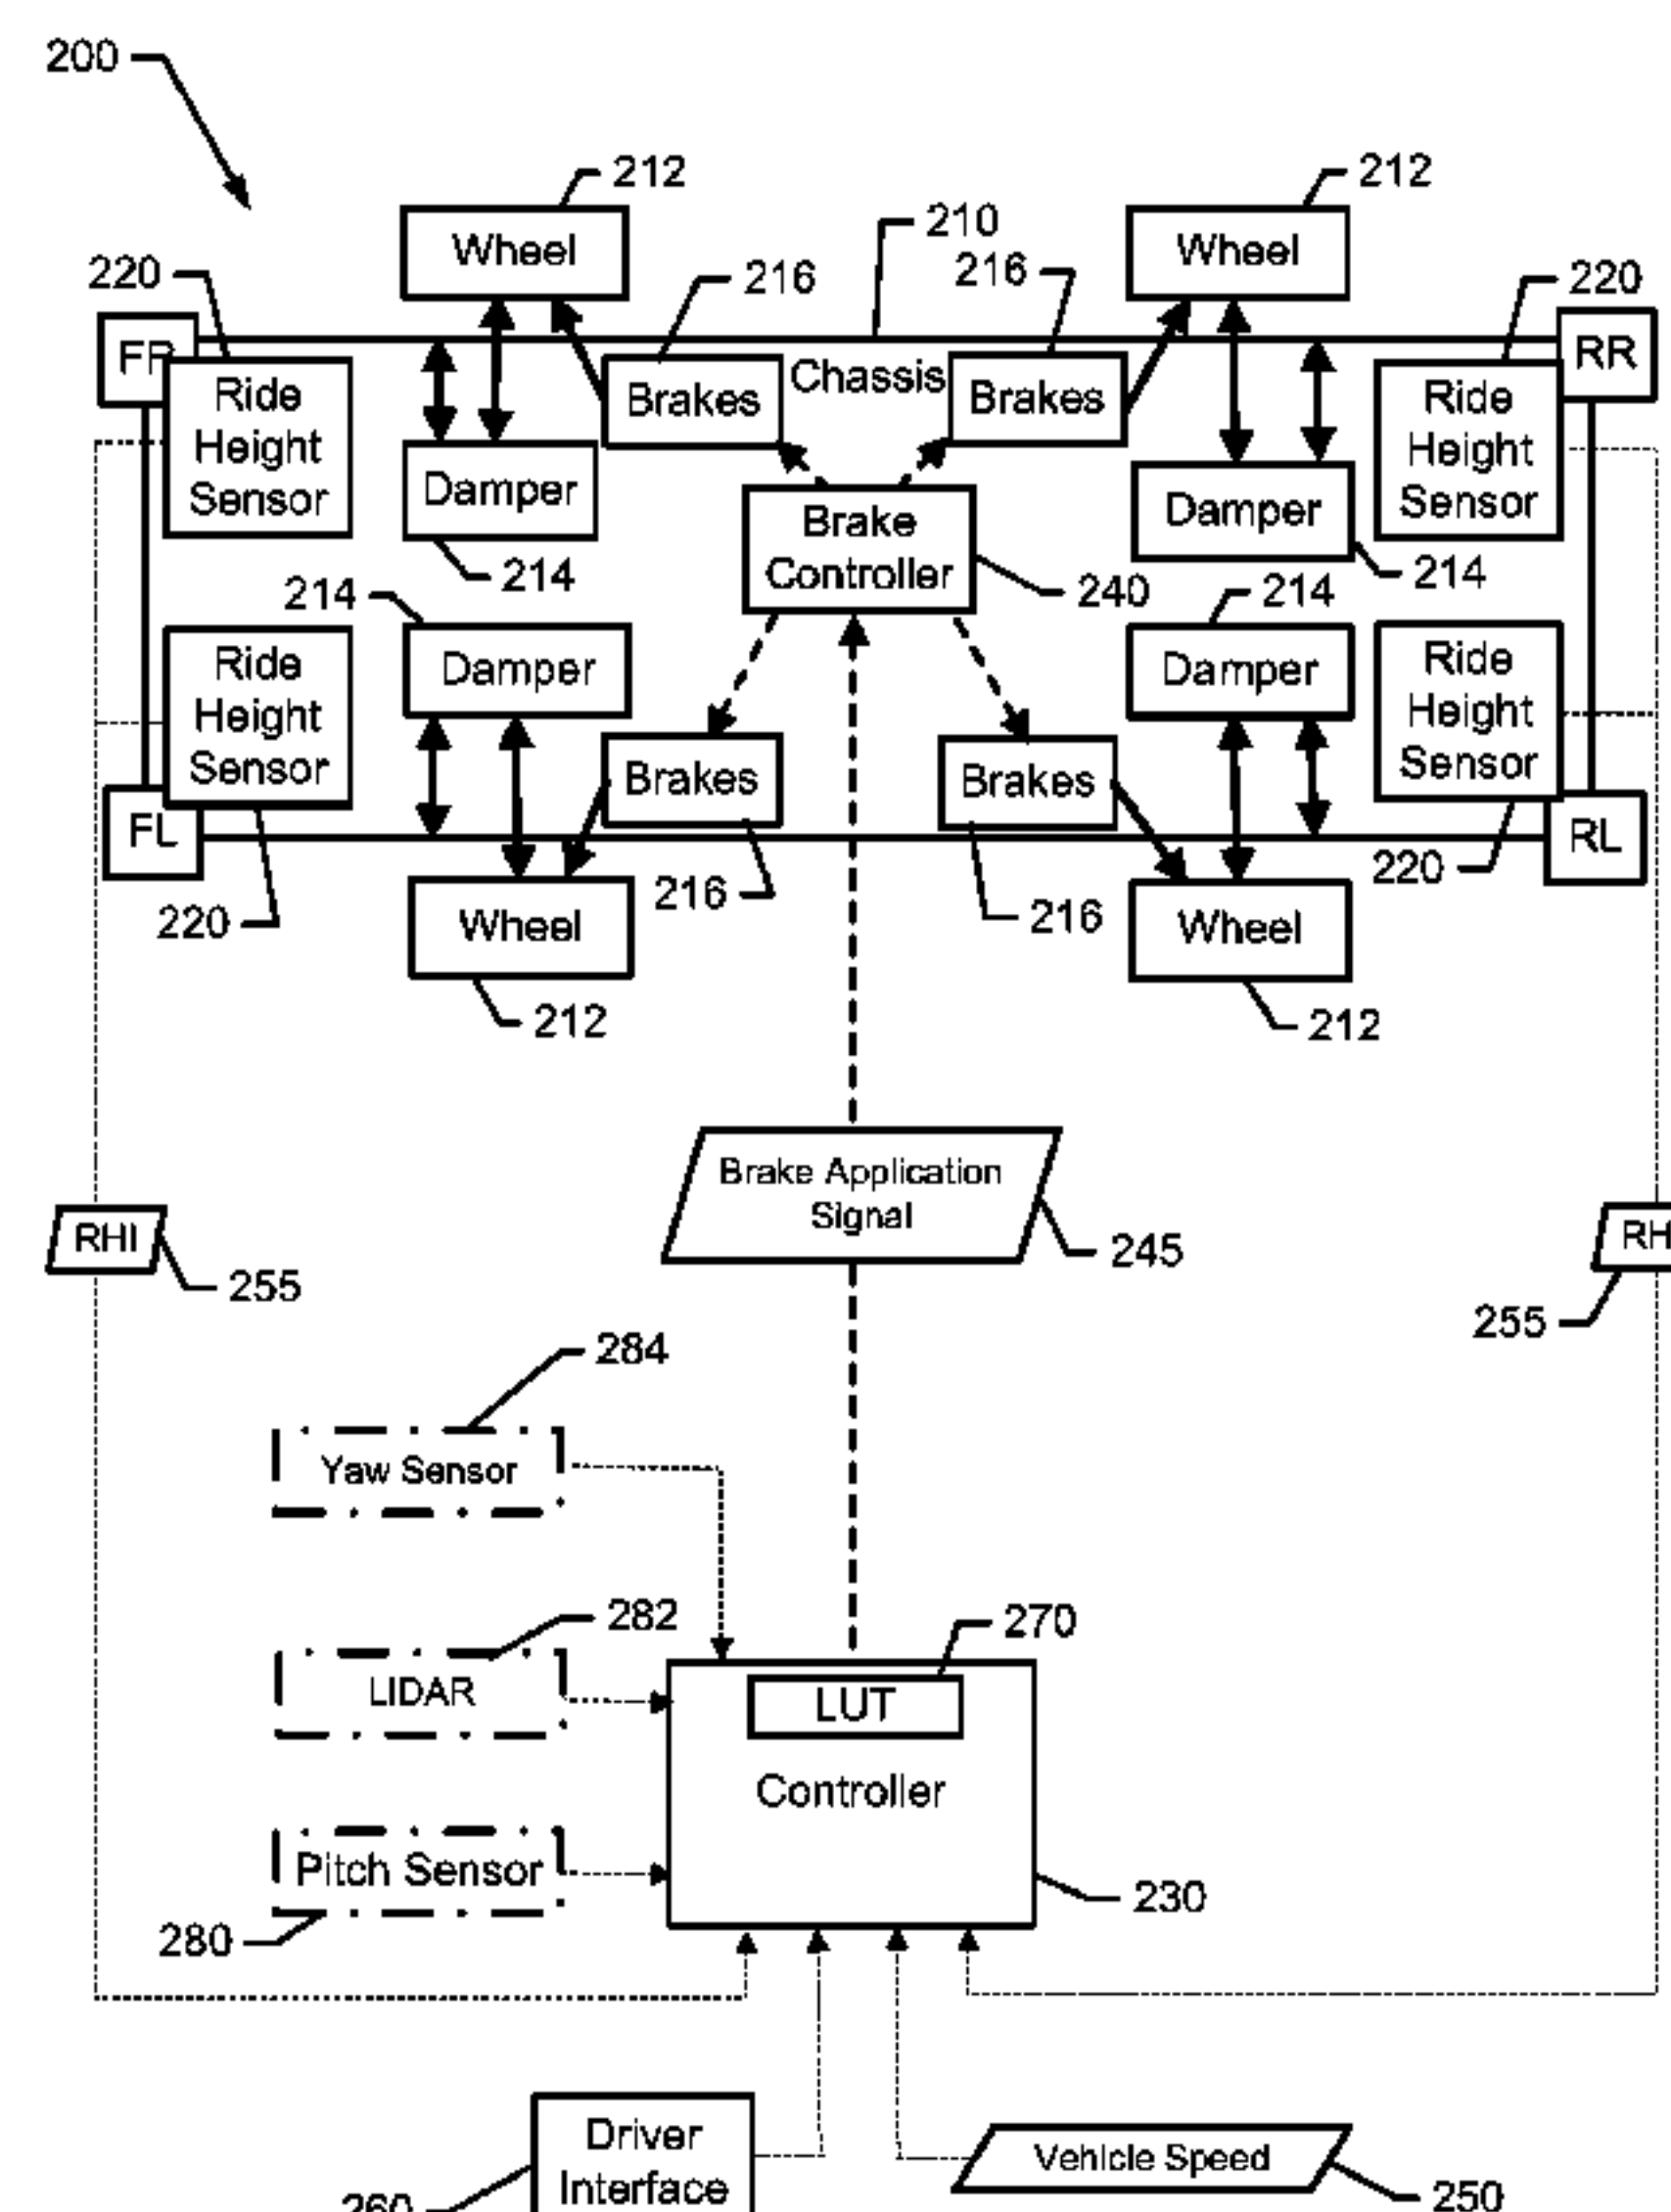 200
212
212
Wheel
210
Wheel
220
216
216
220
FR
RR
Ride
Height
Sensor
Brakes
Chassis
Brakes
Ride
Height
Sensor
Damper
Damper
Brake
Controller
214
240
214
214
214
Ride
Height
Sensor
Damper
Damper
Ride
Height
Sensor
Brakes
Brakes
FL
RL
220
216
216
220
Wheel
Wheel
212
212
Brake Application
Signal
RHI
245
255
255
284
Yaw Sensor
282
270
LIDAR
LUT
Controller
Pitch Sensor
230
280
Driver
Interface
Vehicle Speed
260
250